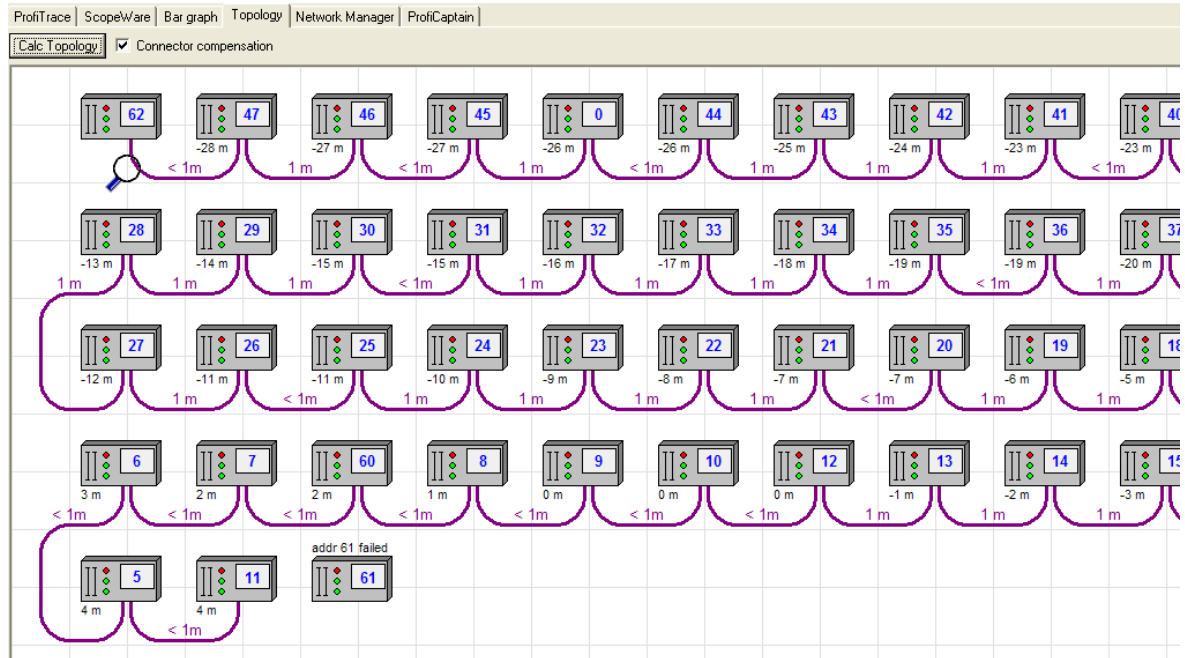 ProfiTrace ScopeWare Bar graph Topology Network Manager ProfiCaptain
Calc Topology Connector compensation
62 47 46 45 0 44 43 42 41 40
-28 m -27 m -27 m -26 m -26 m -25 m -24 m -23 m -23 m
< 1m 1 m < 1m 1 m < 1m 1 m 1 m 1 m < 1m
28 29 30 31 32 33 34 35 36 37
-13 m -14 m -15 m -15 m -16 m -17 m -18 m -19 m -19 m -20 m
1 m 1 m 1 m < 1m 1 m 1 m 1 m 1 m < 1m 1 m
27 26 25 24 23 22 21 20 19 18
-12 m -11 m -11 m -10 m -9 m -8 m -7 m -7 m -6 m -5 m
1 m < 1m 1 m 1 m 1 m 1 m < 1m 1 m 1 m
6 7 60 8 9 10 12 13 14 15
3 m 2 m 2 m 1 m 0 m 0 m 0 m -1 m -2 m -3 m
< 1m < 1m < 1m < 1m < 1m < 1m < 1m 1 m 1 m 1 m
addr 61 failed
5 11 61
4 m 4 m
< 1m